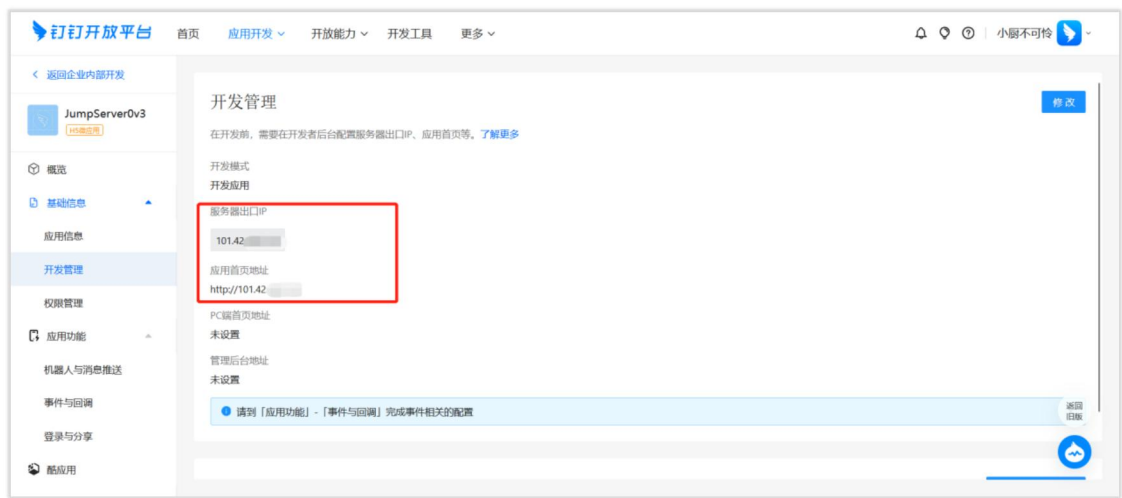 钉钉开放平台 首页 应用开发 开放能力 开发工具 更多 小厨不可怜
返回企业内部开发
JumpServer0v3
H5微应用
概览
基础信息
应用信息
开发管理
权限管理
应用功能
机器人与消息推送
事件与回调
登录与分享
酷应用
开发管理 修改
在开发前，需要在开发者后台配置服务器出口IP、应用首页等。了解更多
开发模式
开发应用
服务器出口IP
101.42
应用首页地址
http://101.42
PC端首页地址
未设置
管理后台地址
未设置
请到「应用功能」-「事件与回调」完成事件相关的配置
返回
旧版